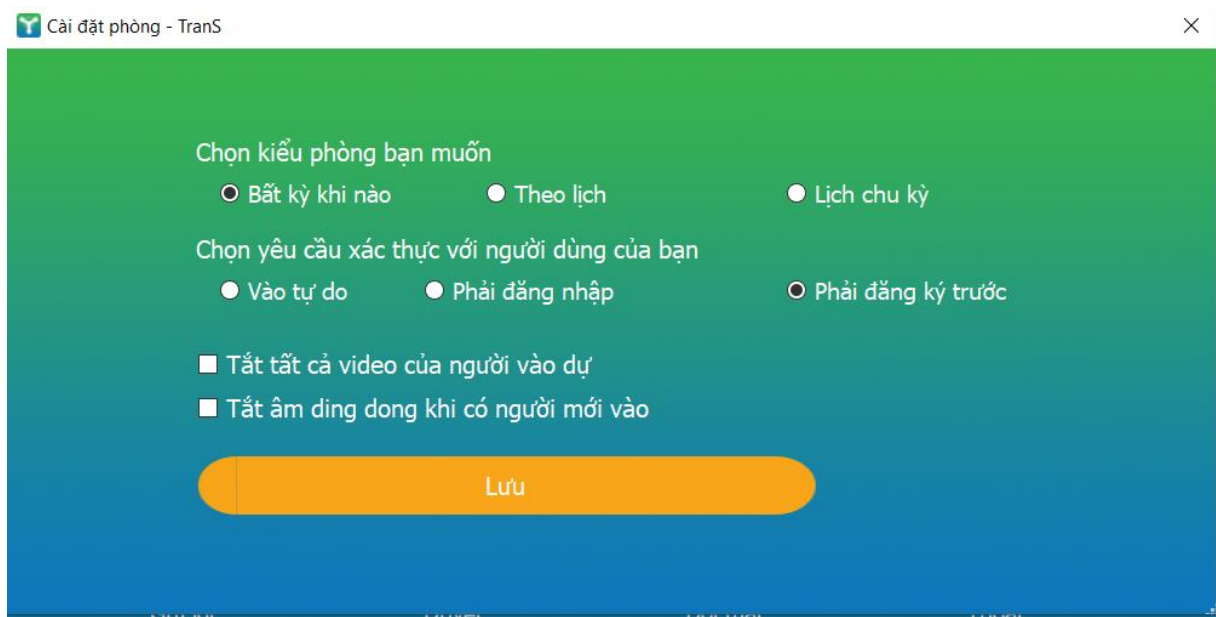 Cài đặt phòng - TranS
Chọn kiểu phòng bạn muốn
Bất kỳ khi nào Theo lịch Lịch chu kỳ
Chọn yêu cầu xác thực với người dùng của bạn
Vào tự do Phải đăng nhập Phải đăng ký trước
Tắt tất cả video của người vào dự
Tắt âm ding dong khi có người mới vào
Lưu